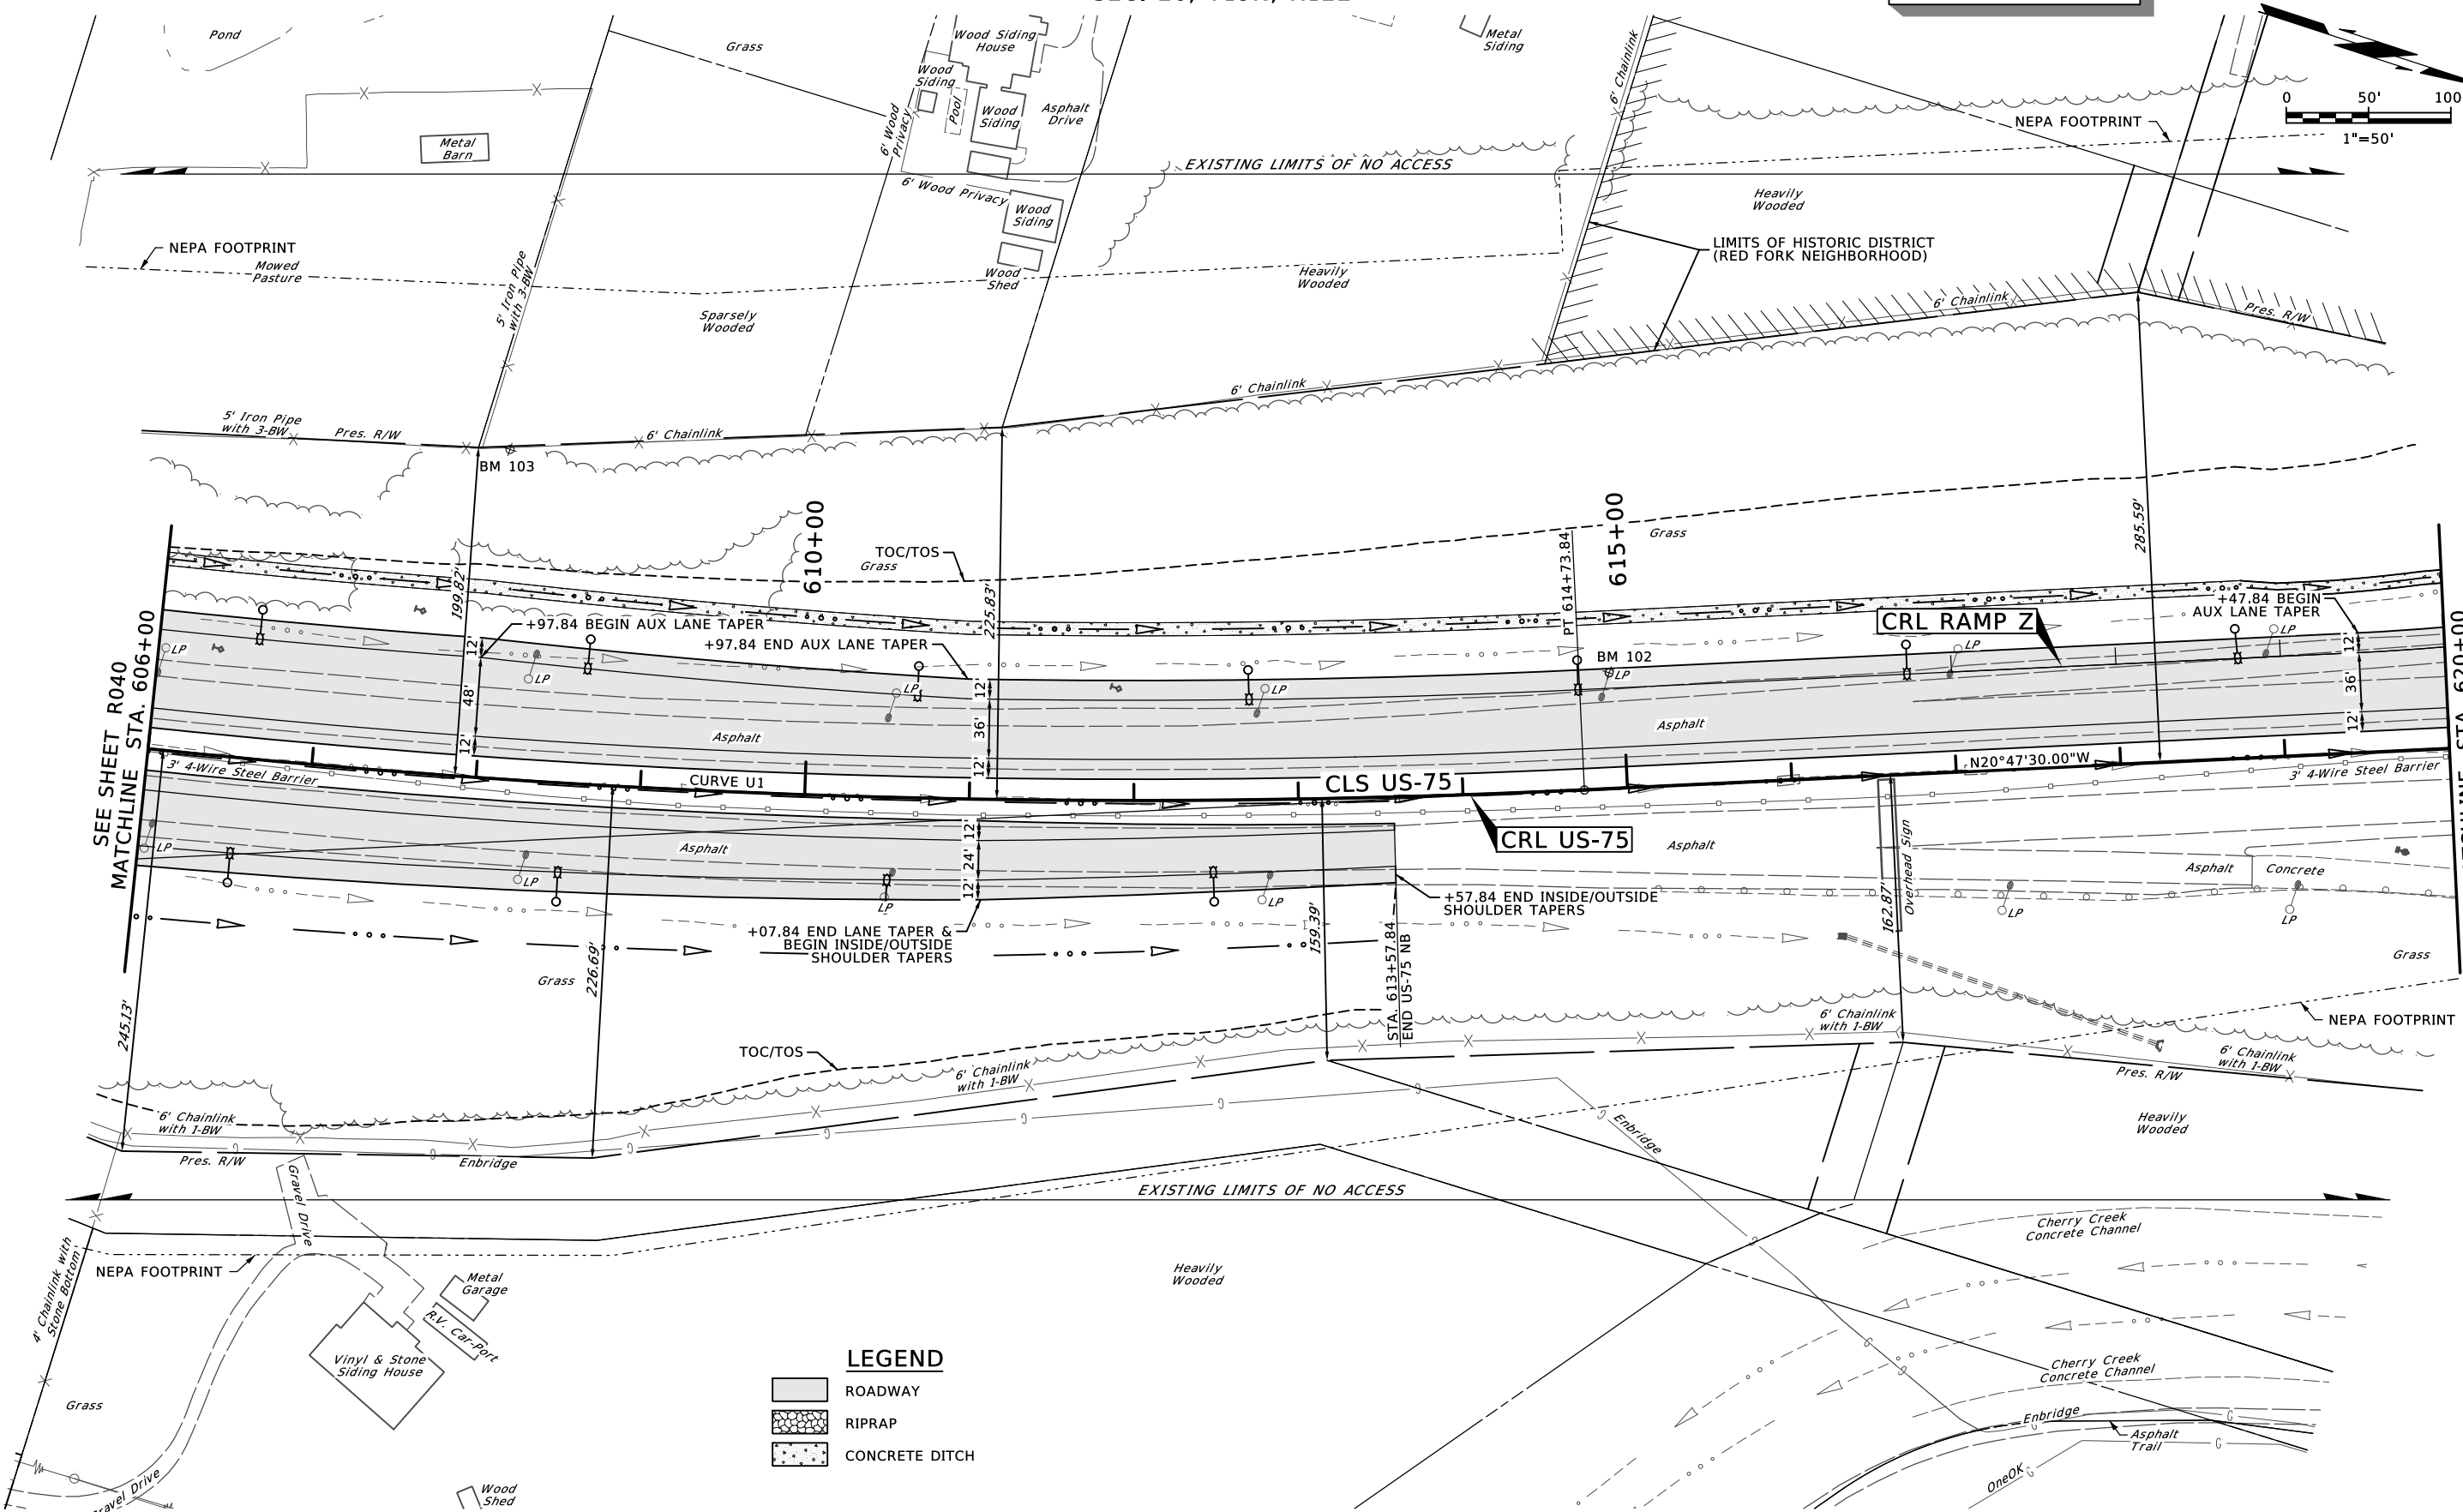 Pond
Grass
Wood Siding
House
Wood
Siding
Pool
Wood
Siding
Asphalt
Drive
6' Wood
Privacy
Metal
Siding
6' Chainlink
NEPA FOOTPRINT
0 50' 100
1"=50'
Metal
Barn
EXISTING LIMITS OF NO ACCESS
6' Wood Privacy
Wood
Siding
Heavily
Wooded
NEPA FOOTPRINT
Mowed
Pasture
5' Iron Pipe
with 3-BW
Wood
Shed
Heavily
Wooded
LIMITS OF HISTORIC DISTRICT
(RED FORK NEIGHBORHOOD)
Sparsely
Wooded
6' Chainlink
Pres. R/W
5' Iron Pipe
with 3-BW
Pres. R/W
6' Chainlink
6' Chainlink
BM 103
199.82'
610+00
TOC/TOS
Grass
225.83'
PT 614+73.84
615+00
Grass
285.59'
SEE SHEET R040
MATCHLINE STA. 606+00
LP
12'
+97.84 BEGIN AUX LANE TAPER
+97.84 END AUX LANE TAPER
48'
LP
12'
LP
12'
36'
12'
LP
BM 102
LP
CRL RAMP Z
LP
+47.84 BEGIN
AUX LANE TAPER
LP
12'
36'
12'
Asphalt
Asphalt
3' 4-Wire Steel Barrier
CURVE U1
CLS US-75
N20°47'30.00"W
3' 4-Wire Steel Barrier
CRL US-75
LP
Asphalt
LP
12'
24'
12'
LP
LP
Asphalt
Overhead Sign
Asphalt
Concrete
LP
LP
+57.84 END INSIDE/OUTSIDE
SHOULDER TAPERS
+07.84 END LANE TAPER &
BEGIN INSIDE/OUTSIDE
SHOULDER TAPERS
159.39'
162.87'
STA. 613+57.84
END US-75 NB
Grass
226.69'
245.13'
Grass
TOC/TOS
6' Chainlink
with 1-BW
6' Chainlink
with 1-BW
NEPA FOOTPRINT
6' Chainlink
with 1-BW
Pres. R/W
6' Chainlink
with 1-BW
Pres. R/W
Enbridge
Enbridge
Heavily
Wooded
Gravel Drive
EXISTING LIMITS OF NO ACCESS
Cherry Creek
Concrete Channel
4' Chainlink with
Stone Bottom
NEPA FOOTPRINT
Metal
Garage
R.V. Car-Port
Vinyl & Stone
Siding House
Heavily
Wooded
Grass
LEGEND
ROADWAY
RIPRAP
CONCRETE DITCH
Cherry Creek
Concrete Channel
Enbridge
Asphalt
Trail
OneOK
Wood
Shed